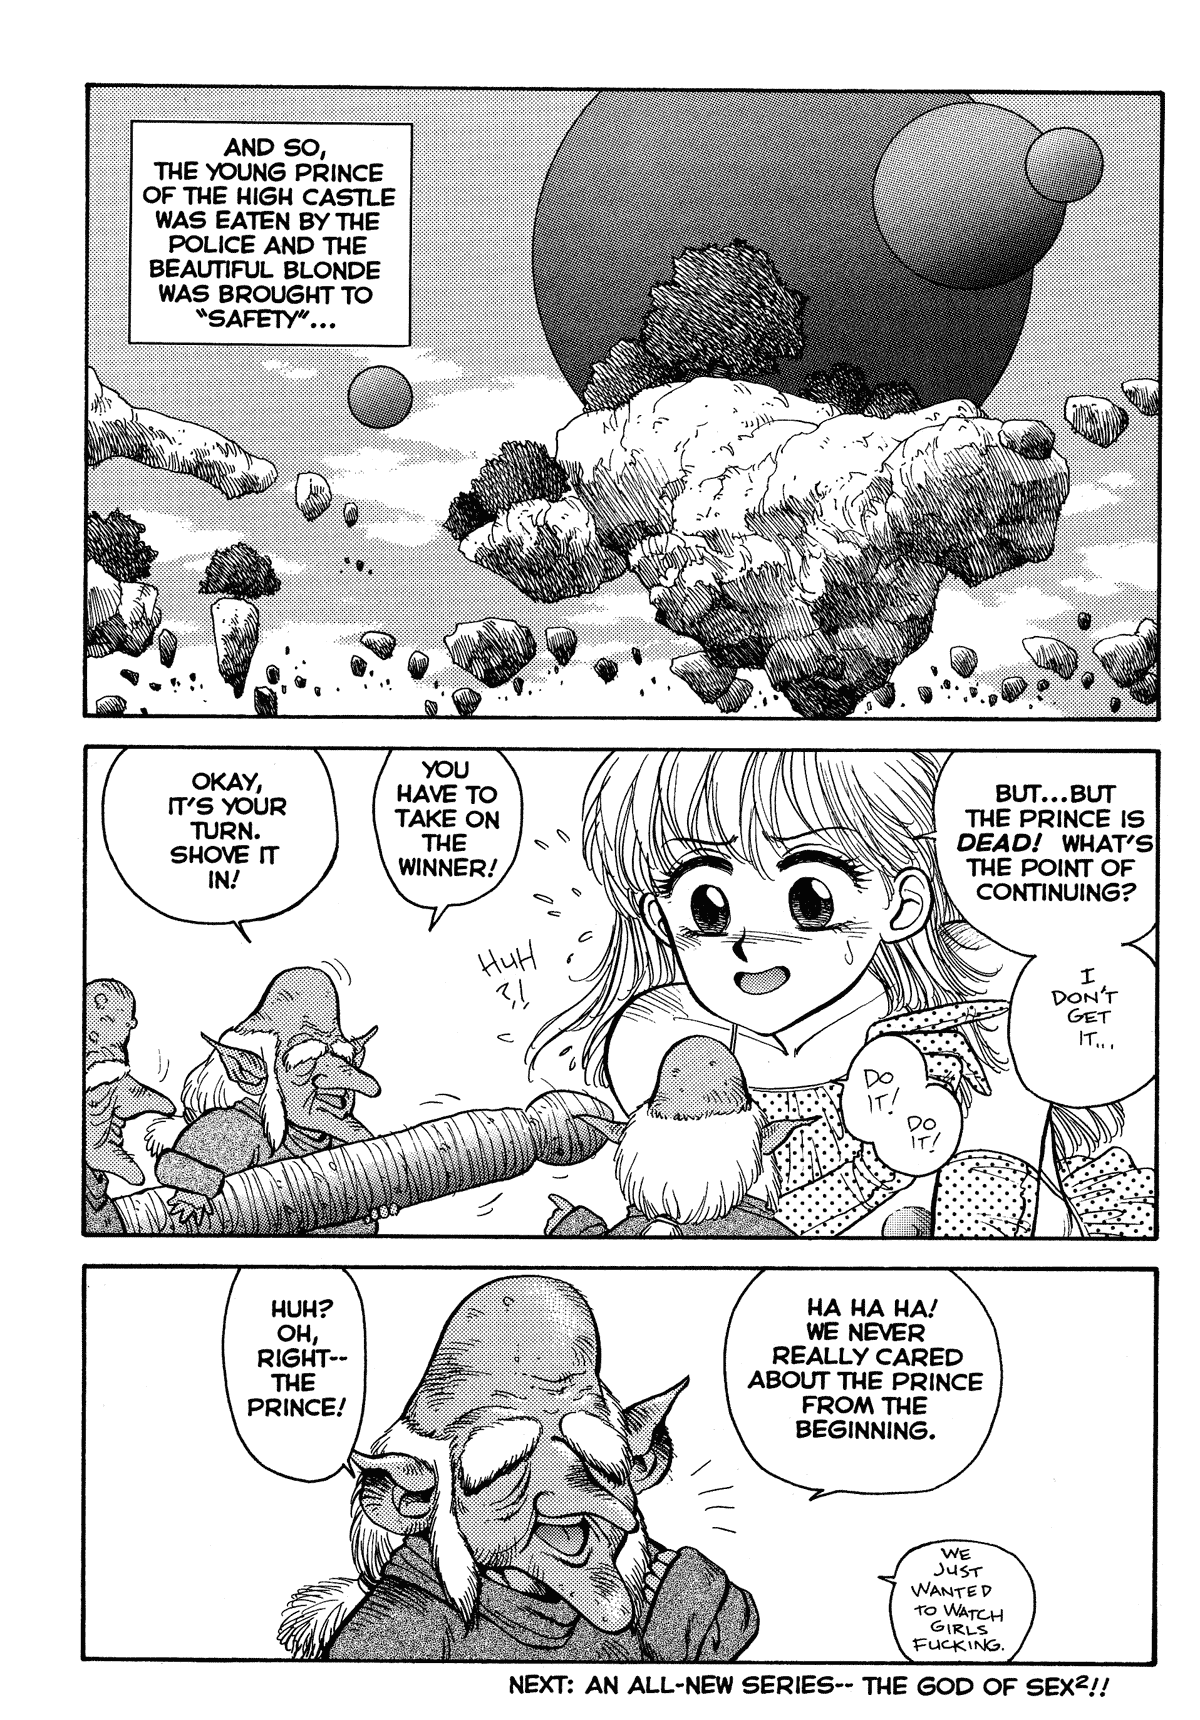 AND SO,
THE YOUNG PRINCE
OF THE HIGH CASTLE
WAS EATEN BY THE
POLICE AND THE
BEAUTIFUL BLONDE
WAS BROUGHT TO
"SAFETY"...
BUT...BUT
THE PRINCE IS
DEAD! WHAT'S
THE POINT OF
CONTINUING?
I
DON'T
GET
IT...
YOU
HAVE TO
TAKE ON
THE
WINNER!
OKAY,
IT'S YOUR
TURN.
SHOVE IT
IN!
HUH
?!
DO
IT!
DO
IT!
HA HA HA!
WE NEVER
REALLY CARED
ABOUT THE PRINCE
FROM THE
BEGINNING.
HUH?
OH,
RIGHT--
THE
PRINCE!
WE
JUST
WANTED
TO WATCH
GIRLS
FUCKING.
NEXT: AN ALL-NEW SERIES-- THE GOD OF SEX²!!